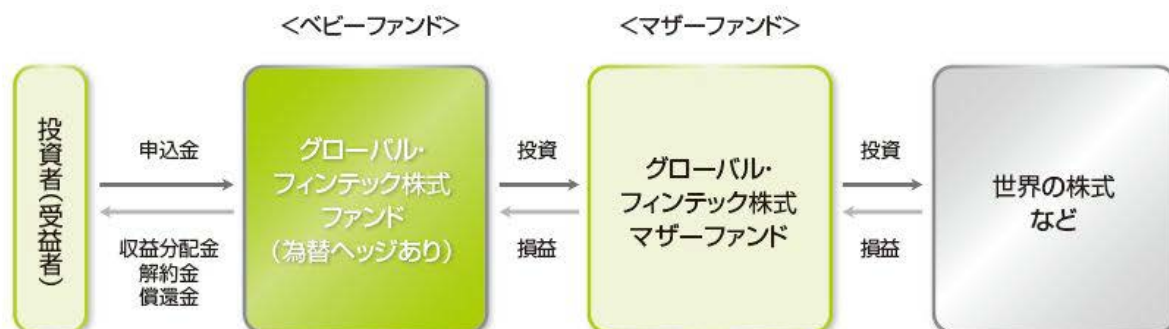 ＜ベビーファンド＞
＜マザーファンド＞
投資者（受益者）
申込金
収益分配金
解約金
償還金
グローバル・
フィンテック株式
ファンド
（為替ヘッジあり）
投資
損益
グローバル・
フィンテック株式
マザーファンド
投資
損益
世界の株式
など